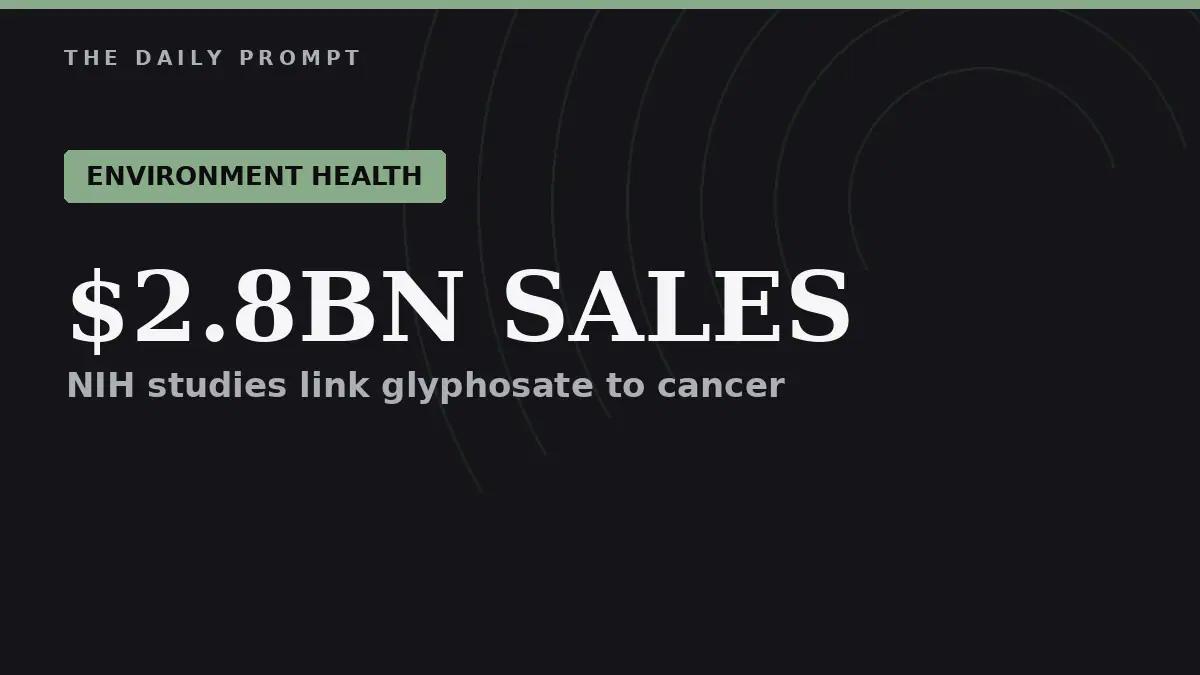 THE DAILY PROMPT
ENVIRONMENT HEALTH
$2.8BN SALES
NIH studies link glyphosate to cancer